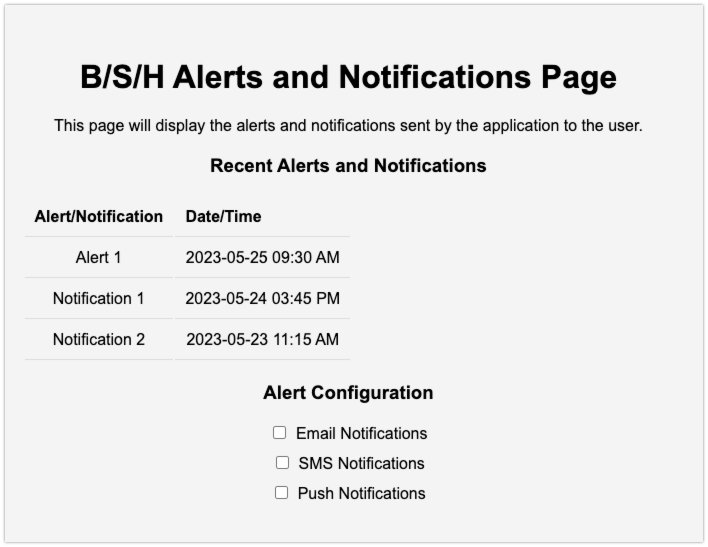 B/S/H Alerts and Notifications Page
This page will display the alerts and notifications sent by the application to the user.
Recent Alerts and Notifications
Alert/Notification Date/Time
Alert 1 2023-05-25 09:30 AM
Notification 1 2023-05-24 03:45 PM
Notification 2 2023-05-23 11:15 AM
Alert Configuration
Email Notifications
SMS Notifications
Push Notifications